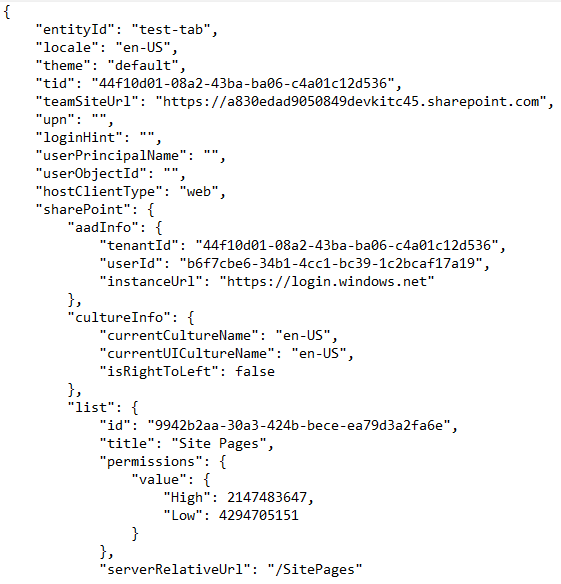 {
    "entityId": "test-tab",
    "locale": "en-US",
    "theme": "default",
    "tid": "44f10d01-08a2-43ba-ba06-c4a01c12d536",
    "teamSiteUrl": "https://a830edad9050849devkitc45.sharepoint.com",
    "upn": "",
    "loginHint": "",
    "userPrincipalName": "",
    "userObjectId": "",
    "hostClientType": "web",
    "sharePoint": {
        "aadInfo": {
            "tenantId": "44f10d01-08a2-43ba-ba06-c4a01c12d536",
            "userId": "b6f7cbe6-34b1-4cc1-bc39-1c2bcaf17a19",
            "instanceUrl": "https://login.windows.net"
        },
        "cultureInfo": {
            "currentCultureName": "en-US",
            "currentUICultureName": "en-US",
            "isRightToLeft": false
        },
        "list": {
            "id": "9942b2aa-30a3-424b-bece-ea79d3a2fa6e",
            "title": "Site Pages",
            "permissions": {
                "value": {
                    "High": 2147483647,
                    "Low": 4294705151
                }
            },
            "serverRelativeUrl": "/SitePages"